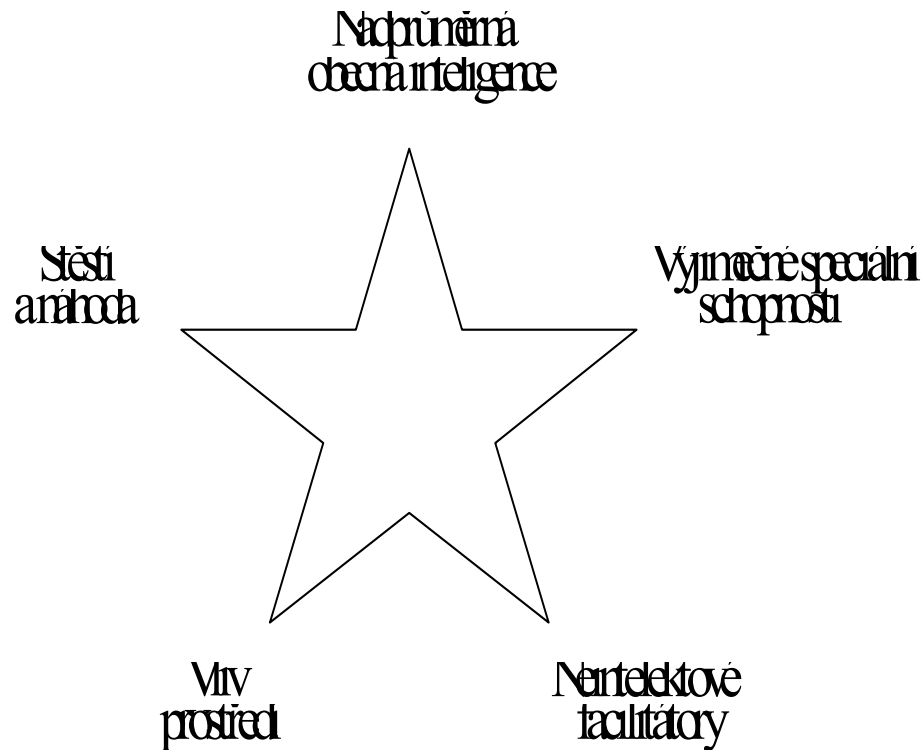 Nadprůměrná
obecná inteligence
Štěstí
a náhoda
Výjimečné speciální
schopnosti
Vliv
prostředí
Neintelektové
facilitátory